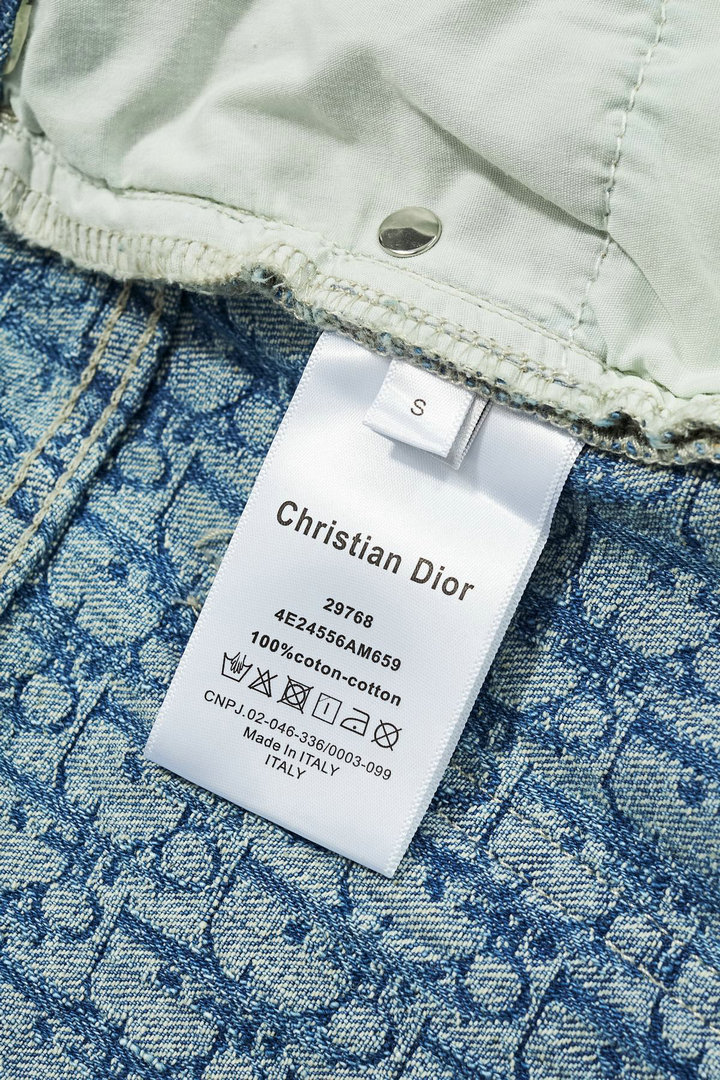 S
Christian Dior
29768
4E24556AM659
100%coton-cotton
CNPJ.02-046-336/0003-099
Made In ITALY
ITALY